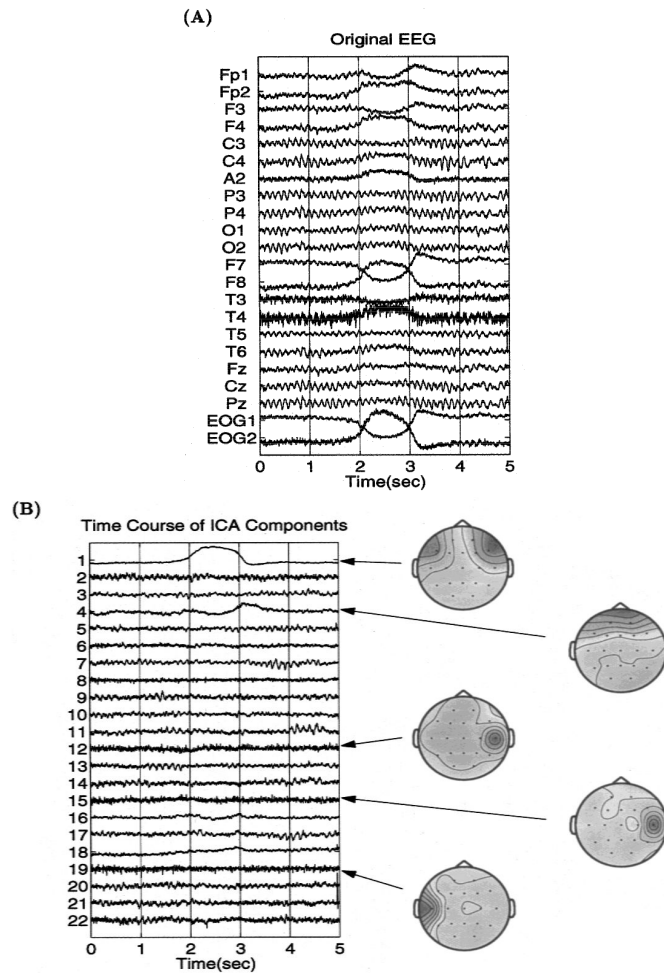 (A)
Original EEG
Fp1
Fp2
F3
F4
C3
C4
A2
P3
P4
O1
O2
F7
F8
T3
T4
T5
T6
Fz
Cz
Pz
EOG1
EOG2
0 1 2 3 4 5
Time(sec)
(B)
Time Course of ICA Components
1
2
3
4
5
6
7
8
9
10
11
12
13
14
15
16
17
18
19
20
21
22
0 1 2 3 4 5
Time(sec)